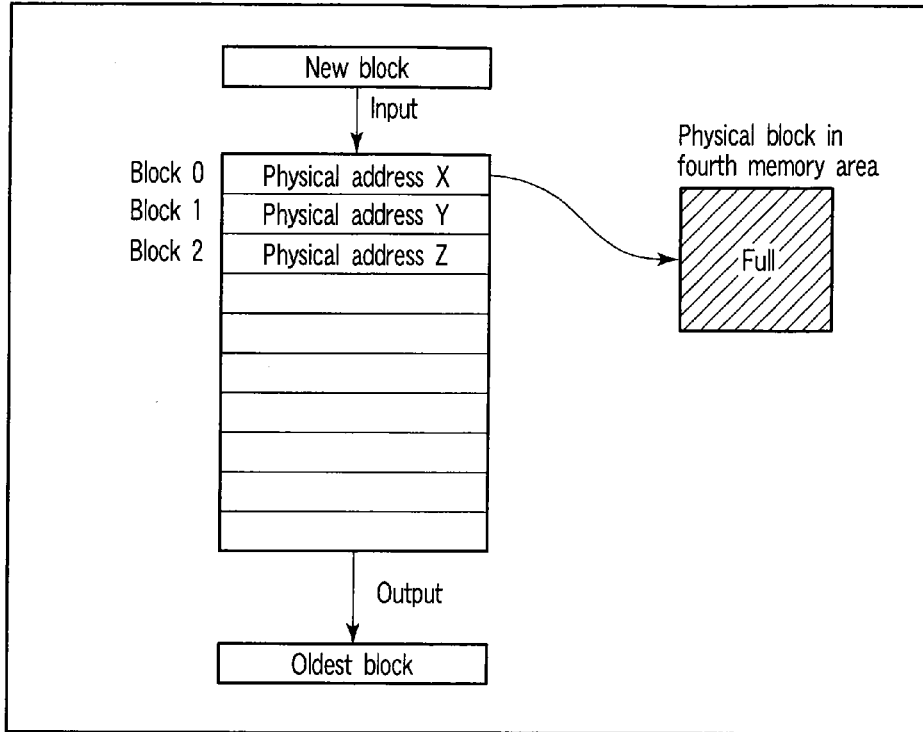 New block
Input
Physical block in
fourth memory area
Block 0 Physical address X
Block 1 Physical address Y
Block 2 Physical address Z
Full
Output
Oldest block